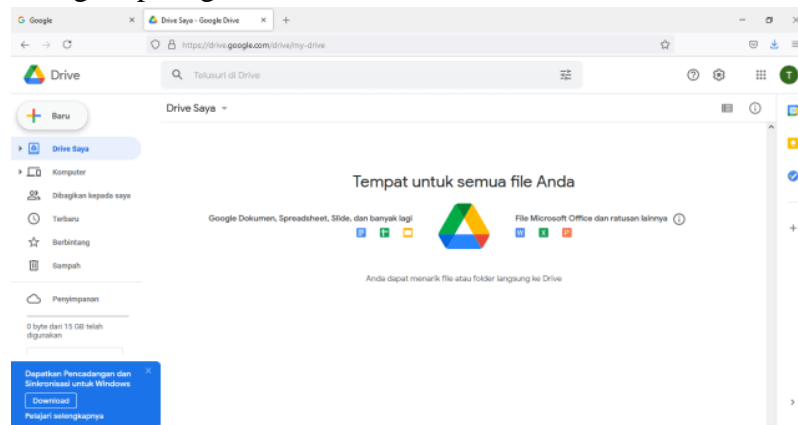 Google
Drive Saya - Google Drive
https://drive.google.com/drive/my-drive
Drive
Telusuri di Drive
T
Baru
Drive Saya
Drive Saya
Komputer
Dibagikan kepada saya
Terbaru
Berbintang
Sampah
Penyimpanan
0 byte dari 15 GB telah
digunakan
Tempat untuk semua file Anda
Google Dokumen, Spreadsheet, Slide, dan banyak lagi
File Microsoft Office dan ratusan lainnya
W X P
Anda dapat menarik file atau folder langsung ke Drive
Dapatkan Pencadangan dan
Sinkronisasi untuk Windows
Download
Pelajari selengkapnya